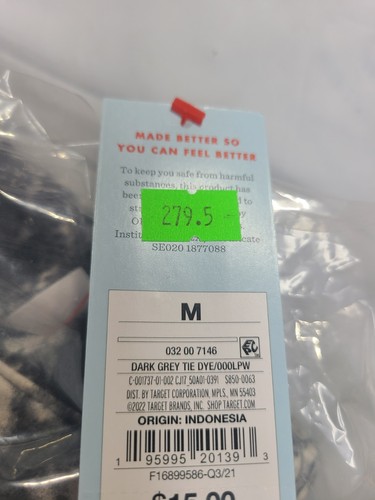 MADE BETTER SO
YOU CAN FEEL BETTER
To keep you safe from harmful
substances, this product has
279.5
SE020 1877088
M
032 00 7146
DARK GREY TIE DYE/000LPW
C-001737-01-002 CJ17_50A01-0391 S850-0063
DIST. BY TARGET CORPORATION, MPLS, MN 55403
©2022 TARGET BRANDS, INC. SHOP TARGET.COM
ORIGIN: INDONESIA
1 95995 20139 3
F16899586-Q3/21